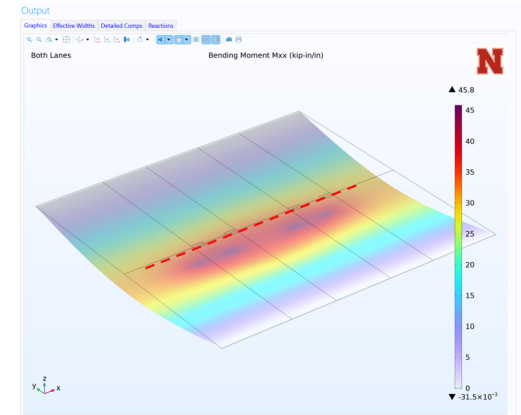 Output
Graphics Effective Widths Detailed Comps Reactions
Both Lanes Bending Moment Mxx (kip-in/in)
N
▲ 45.8
45
40
35
30
25
20
15
10
5
0
▼ -31.5×10⁻³
z
y x